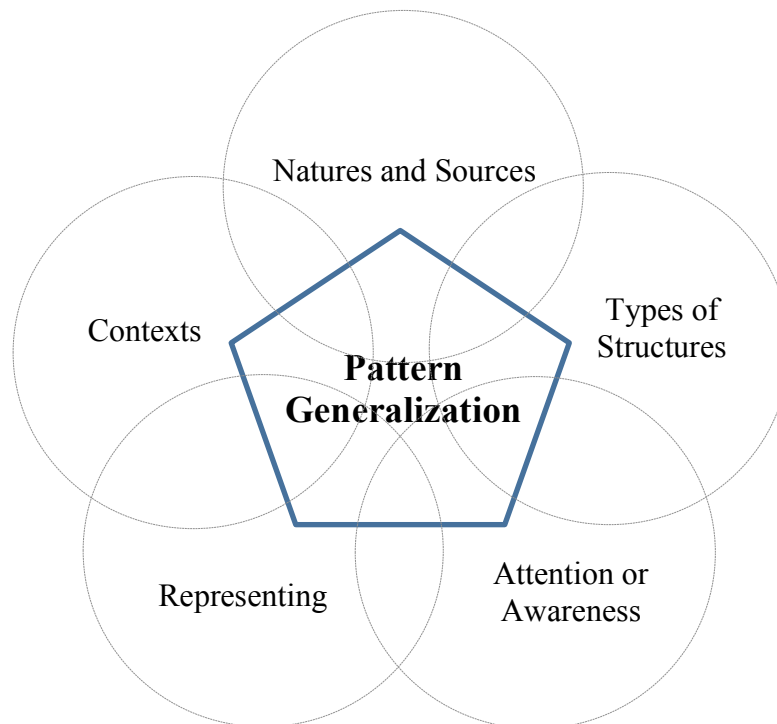 Natures and Sources
Contexts
Types of
Structures
Pattern
Generalization
Representing
Attention or
Awareness